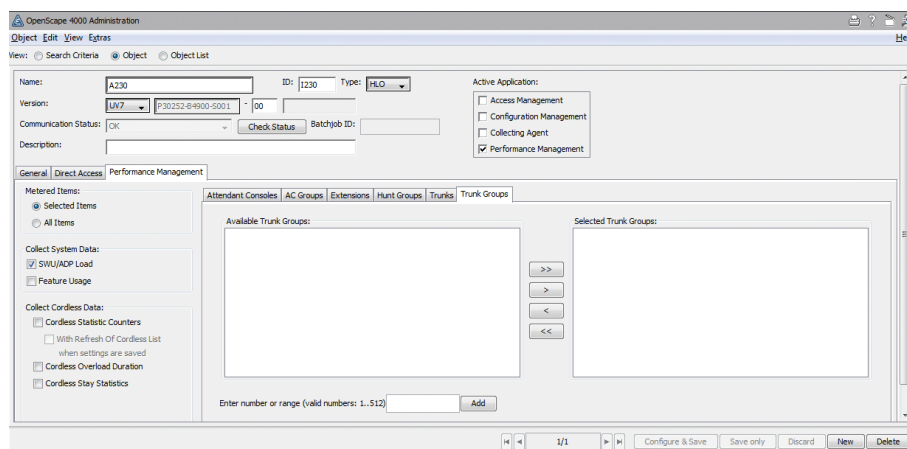 OpenScape 4000 Administration
Object Edit View Extras He
View: Search Criteria Object Object List
Name: A230 ID: I230 Type: HLO Active Application:
Version: UV7 P30252-B4900-S001 - 00 Access Management
Configuration Management
Communication Status: OK Check Status Batchjob ID: Collecting Agent
Description: Performance Management
General Direct Access Performance Management
Metered Items: Attendant Consoles AC Groups Extensions Hunt Groups Trunks Trunk Groups
Selected Items
All Items
Available Trunk Groups: Selected Trunk Groups:
Collect System Data:
SWU/ADP Load
Feature Usage
>>
>
<
<<
Collect Cordless Data:
Cordless Statistic Counters
With Refresh Of Cordless List
when settings are saved
Cordless Overload Duration
Cordless Stay Statistics
Enter number or range (valid numbers: 1..512) Add
1/1 Configure & Save Save only Discard New Delete